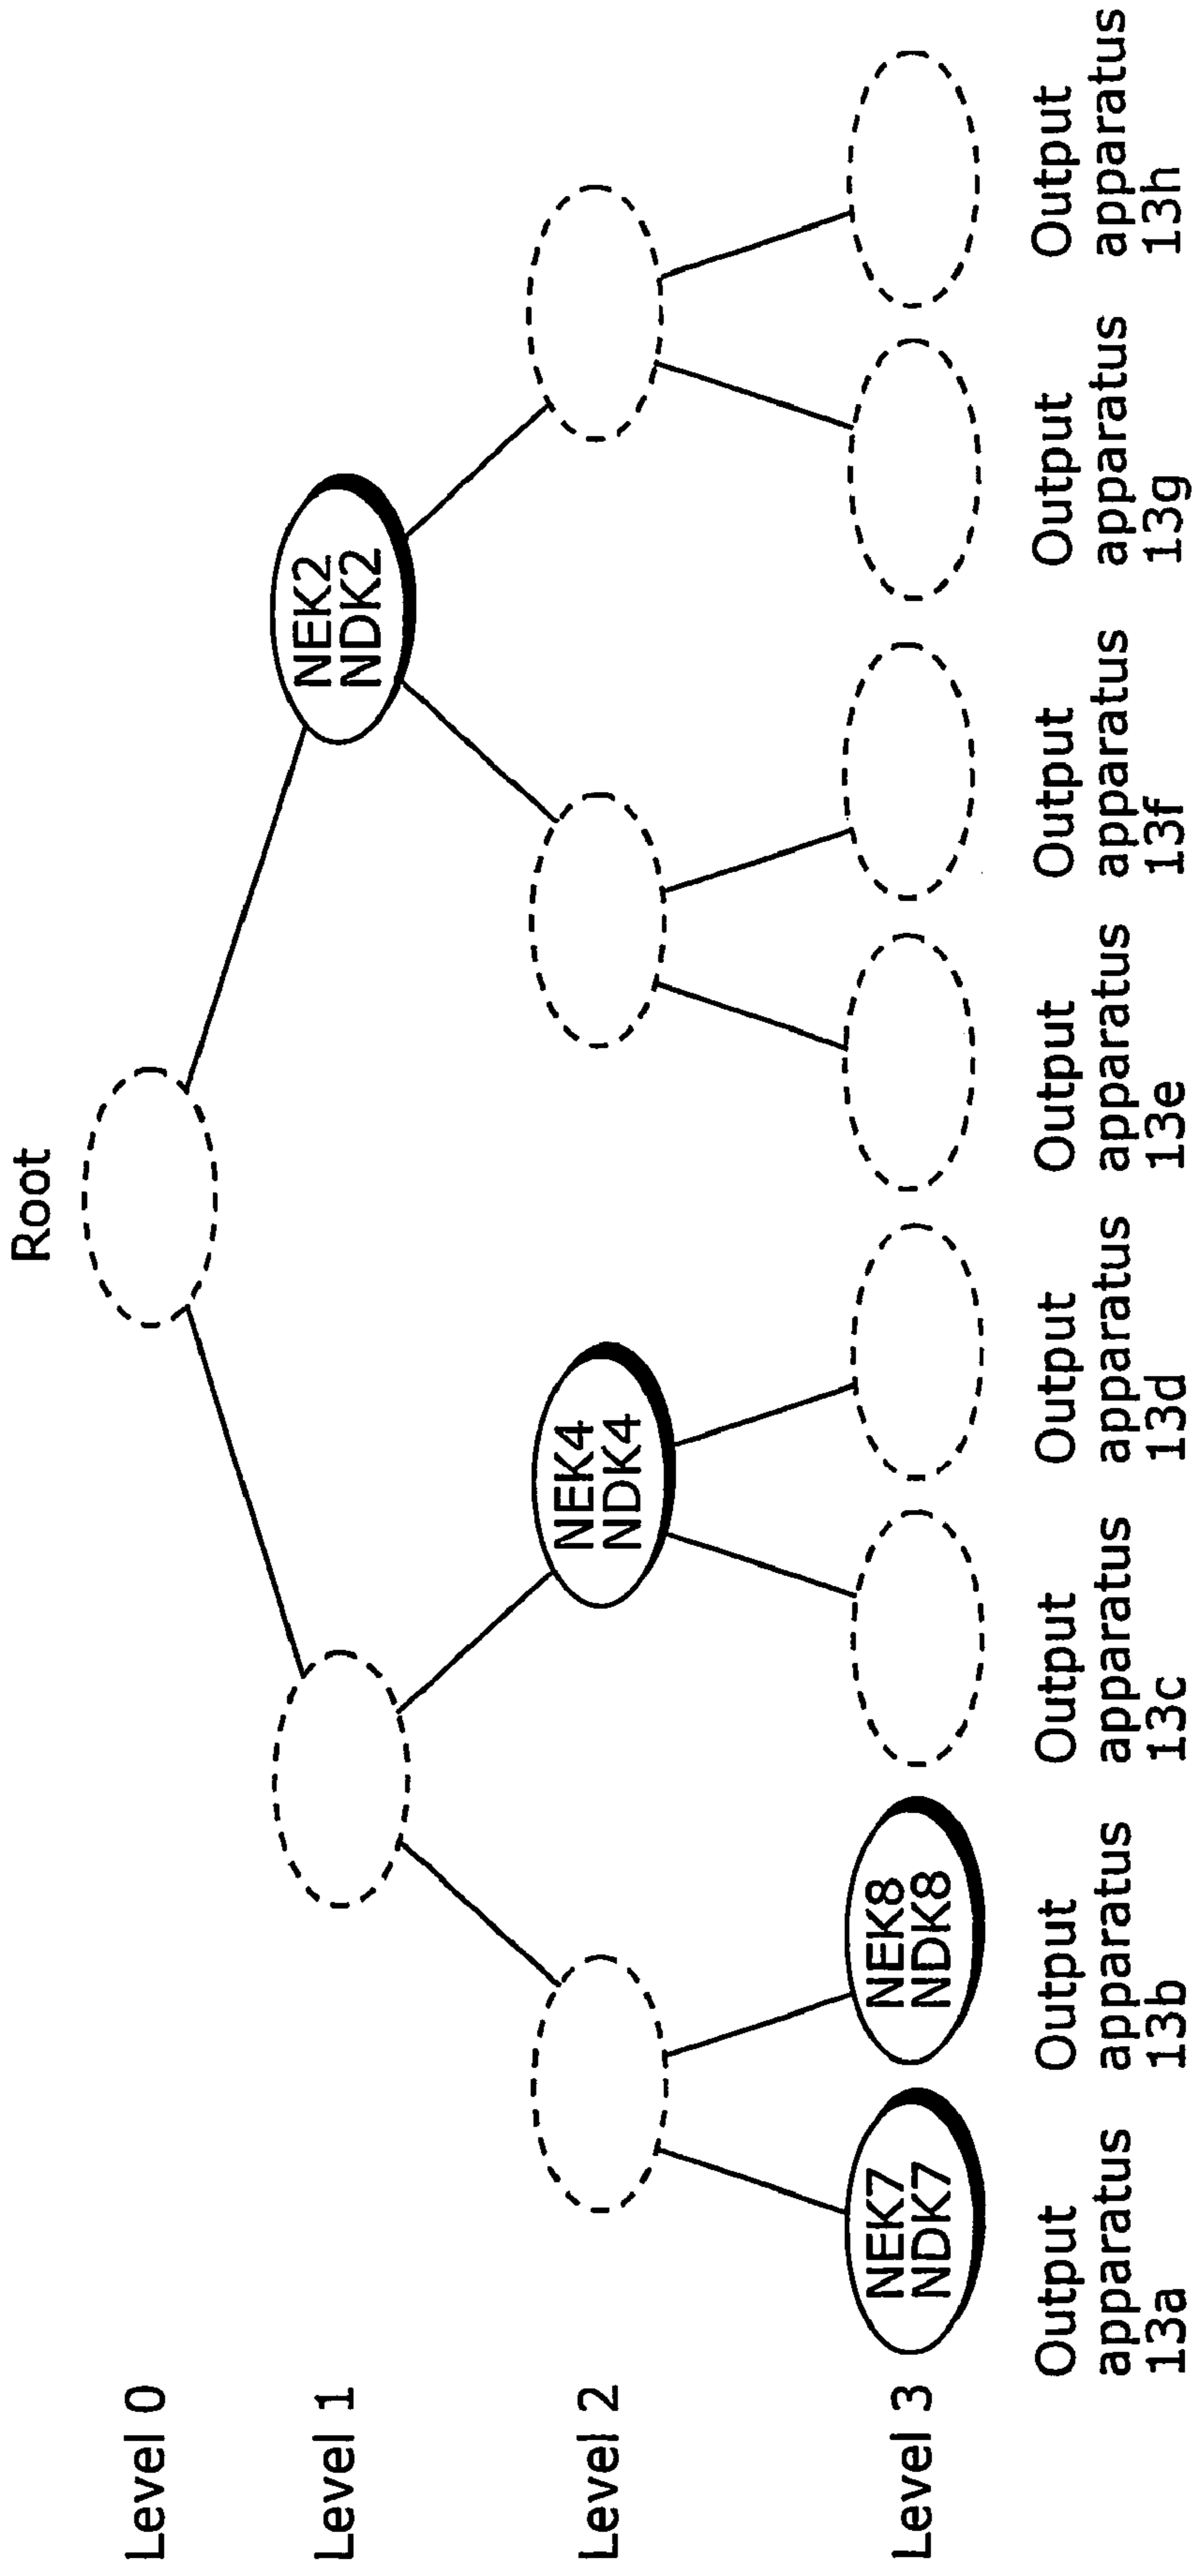 Root
Level 0
Level 1
NEK2
NDK2
Level 2
NEK4
NDK4
Level 3
NEK7
NDK7
NEK8
NDK8
Output
apparatus
13a
Output
apparatus
13b
Output
apparatus
13c
Output
apparatus
13d
Output
apparatus
13e
Output
apparatus
13f
Output
apparatus
13g
Output
apparatus
13h